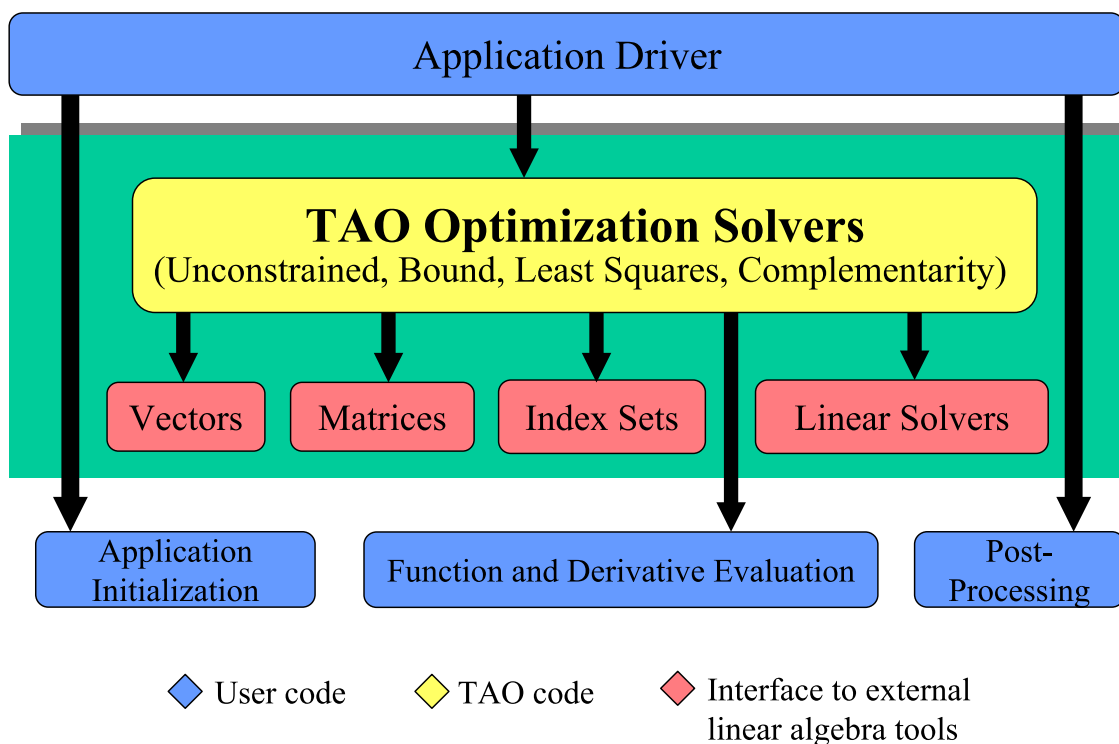 Application Driver
TAO Optimization Solvers
(Unconstrained, Bound, Least Squares, Complementarity)
Vectors
Matrices
Index Sets
Linear Solvers
Application
Initialization
Function and Derivative Evaluation
Post-
Processing
User code
TAO code
Interface to external
linear algebra tools